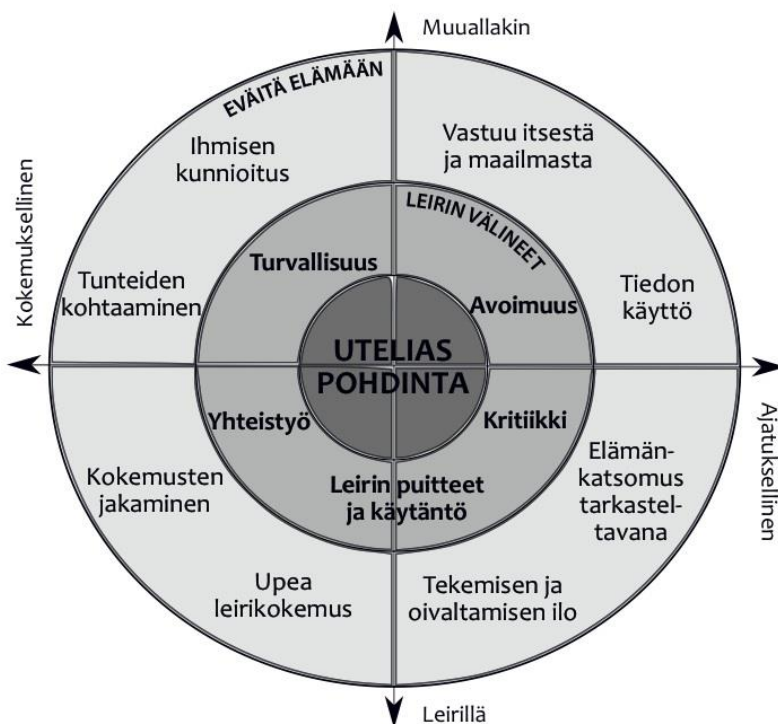 Muuallakin
EVÄITÄ ELÄMÄÄN
Ihmisen
kunnioitus
Vastuu itsestä
ja maailmasta
Kokemuksellinen
LEIRIN VÄLINEET
Turvallisuus
Tunteiden
kohtaaminen
Avoimuus
Tiedon
käyttö
UTELIAS
POHDINTA
Yhteistyö
Kritiikki
Ajatuksellinen
Kokemusten
jakaminen
Leirin puitteet
ja käytäntö
Elämän-
katsomus
tarkastel-
tavana
Upea
leirikokemus
Tekemisen ja
oivaltamisen ilo
Leirillä